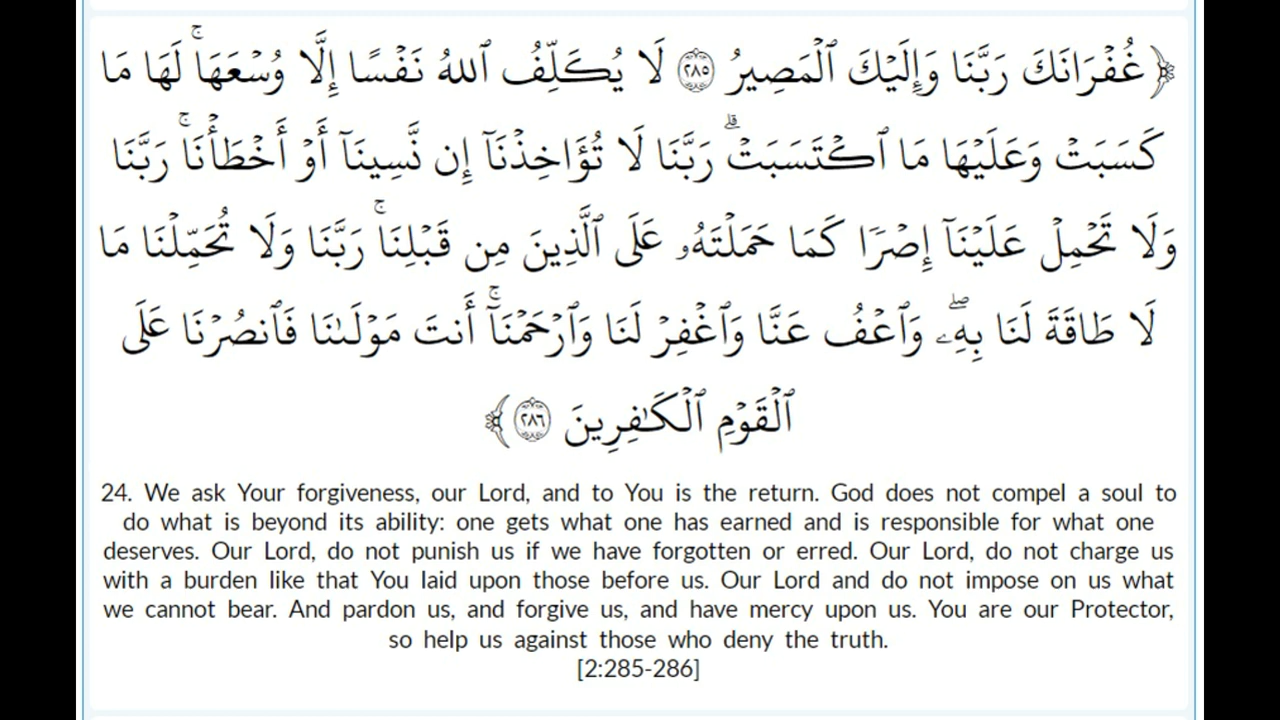 ﴿غُفۡرَانَكَ رَبَّنَا وَإِلَيۡكَ ٱلۡمَصِيرُ ۝٢٨٥ لَا يُكَلِّفُ ٱللهُ نَفۡسًا إِلَّا وُسۡعَهَاۚ لَهَا مَا
كَسَبَتۡ وَعَلَيۡهَا مَا ٱكۡتَسَبَتۡۗ رَبَّنَا لَا تُؤَاخِذۡنَآ إِن نَّسِينَآ أَوۡ أَخۡطَأۡنَاۚ رَبَّنَا
وَلَا تَحۡمِلۡ عَلَيۡنَآ إِصۡرٗا كَمَا حَمَلۡتَهُۥ عَلَى ٱلَّذِينَ مِن قَبۡلِنَاۚ رَبَّنَا وَلَا تُحَمِّلۡنَا مَا
لَا طَاقَةَ لَنَا بِهِۦۖ وَٱعۡفُ عَنَّا وَٱغۡفِرۡ لَنَا وَٱرۡحَمۡنَآۚ أَنتَ مَوۡلَىٰنَا فَٱنصُرۡنَا عَلَى
ٱلۡقَوۡمِ ٱلۡكَٰفِرِينَ ۝٢٨٦﴾
24. We ask Your forgiveness, our Lord, and to You is the return. God does not compel a soul to
do what is beyond its ability: one gets what one has earned and is responsible for what one
deserves. Our Lord, do not punish us if we have forgotten or erred. Our Lord, do not charge us
with a burden like that You laid upon those before us. Our Lord and do not impose on us what
we cannot bear. And pardon us, and forgive us, and have mercy upon us. You are our Protector,
so help us against those who deny the truth.
[2:285-286]